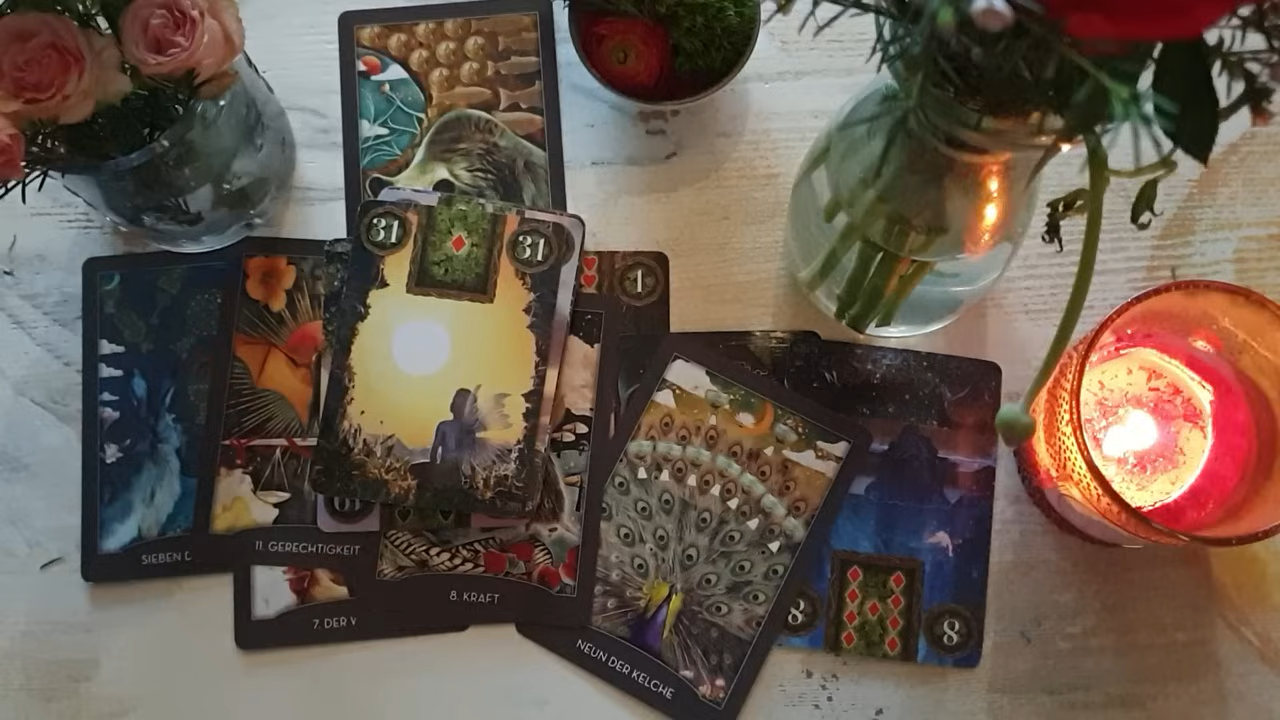 31
31
1
SIEBEN D
11. GERECHTIGKEIT
7. DER V
8. KRAFT
NEUN DER KELCHE
8
8